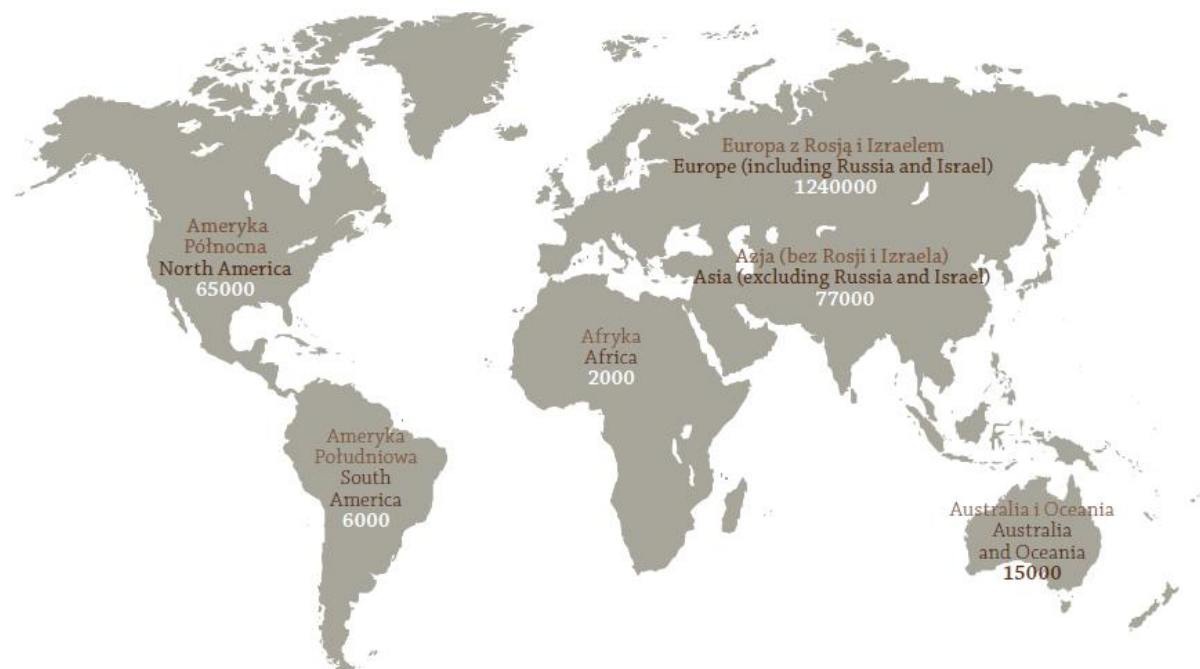 Europa z Rosją i Izraelem
Europe (including Russia and Israel)
1240000
Ameryka
Północna
North America
65000
Azja (bez Rosji i Izraela)
Asia (excluding Russia and Israel)
77000
Afryka
Africa
2000
Ameryka
Południowa
South
America
6000
Australia i Oceania
Australia
and Oceania
15000